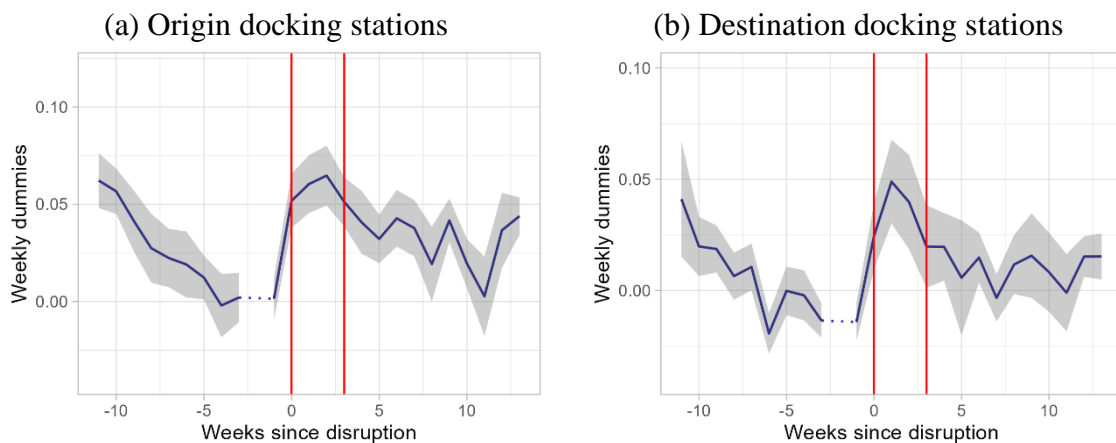 (a) Origin docking stations
0.10
0.05
0.00
Weekly dummies
-10 -5 0 5 10
Weeks since disruption
(b) Destination docking stations
0.10
0.05
0.00
Weekly dummies
-10 -5 0 5 10
Weeks since disruption